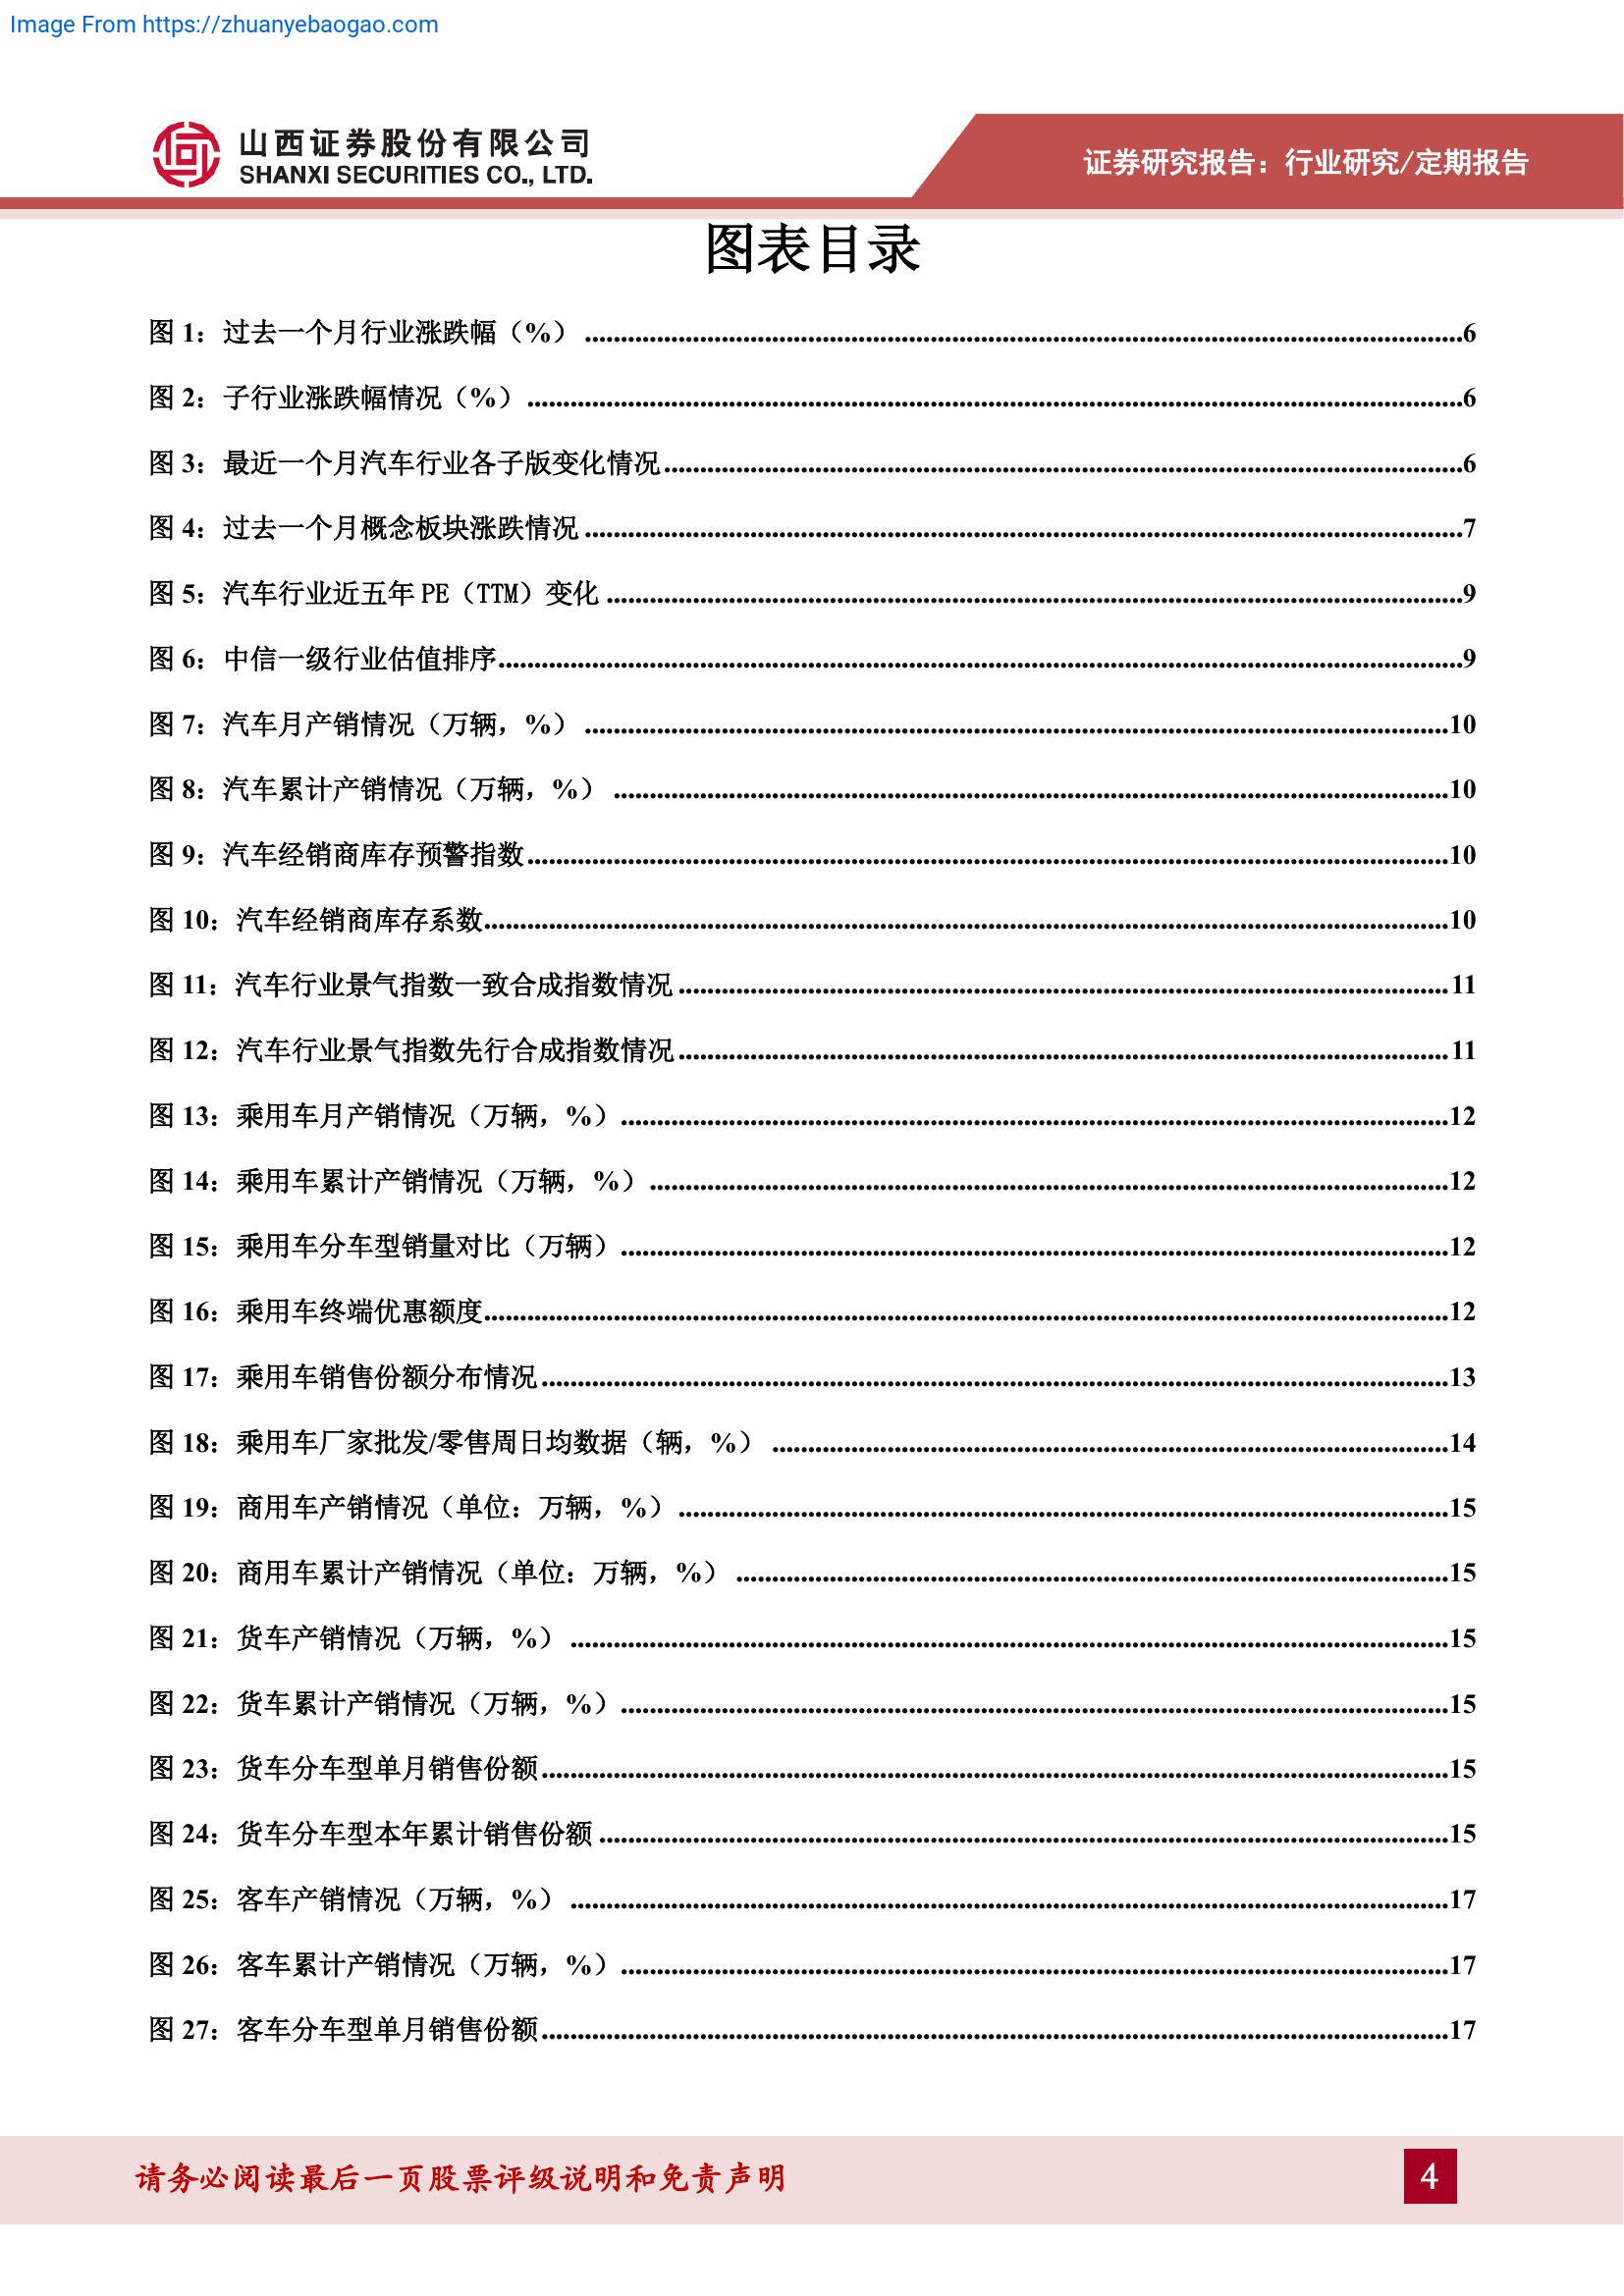 Image From https://zhuanyebaogao.com
山西证券股份有限公司
SHANXI SECURITIES CO., LTD.
证券研究报告：行业研究/定期报告
图表目录
图 1：过去一个月行业涨跌幅（%） ........................................6
图 2：子行业涨跌幅情况（%） ........................................6
图 3：最近一个月汽车行业各子版变化情况 ........................................6
图 4：过去一个月概念板块涨跌情况 ........................................7
图 5：汽车行业近五年 PE（TTM）变化 ........................................9
图 6：中信一级行业估值排序 ........................................9
图 7：汽车月产销情况（万辆，%） ........................................10
图 8：汽车累计产销情况（万辆，%） ........................................10
图 9：汽车经销商库存预警指数 ........................................10
图 10：汽车经销商库存系数 ........................................10
图 11：汽车行业景气指数一致合成指数情况 ........................................11
图 12：汽车行业景气指数先行合成指数情况 ........................................11
图 13：乘用车月产销情况（万辆，%） ........................................12
图 14：乘用车累计产销情况（万辆，%） ........................................12
图 15：乘用车分车型销量对比（万辆） ........................................12
图 16：乘用车终端优惠额度 ........................................12
图 17：乘用车销售份额分布情况 ........................................13
图 18：乘用车厂家批发/零售周日均数据（辆，%） ........................................14
图 19：商用车产销情况（单位：万辆，%） ........................................15
图 20：商用车累计产销情况（单位：万辆，%） ........................................15
图 21：货车产销情况（万辆，%） ........................................15
图 22：货车累计产销情况（万辆，%） ........................................15
图 23：货车分车型单月销售份额 ........................................15
图 24：货车分车型本年累计销售份额 ........................................15
图 25：客车产销情况（万辆，%） ........................................17
图 26：客车累计产销情况（万辆，%） ........................................17
图 27：客车分车型单月销售份额 ........................................17
请务必阅读最后一页股票评级说明和免责声明
4